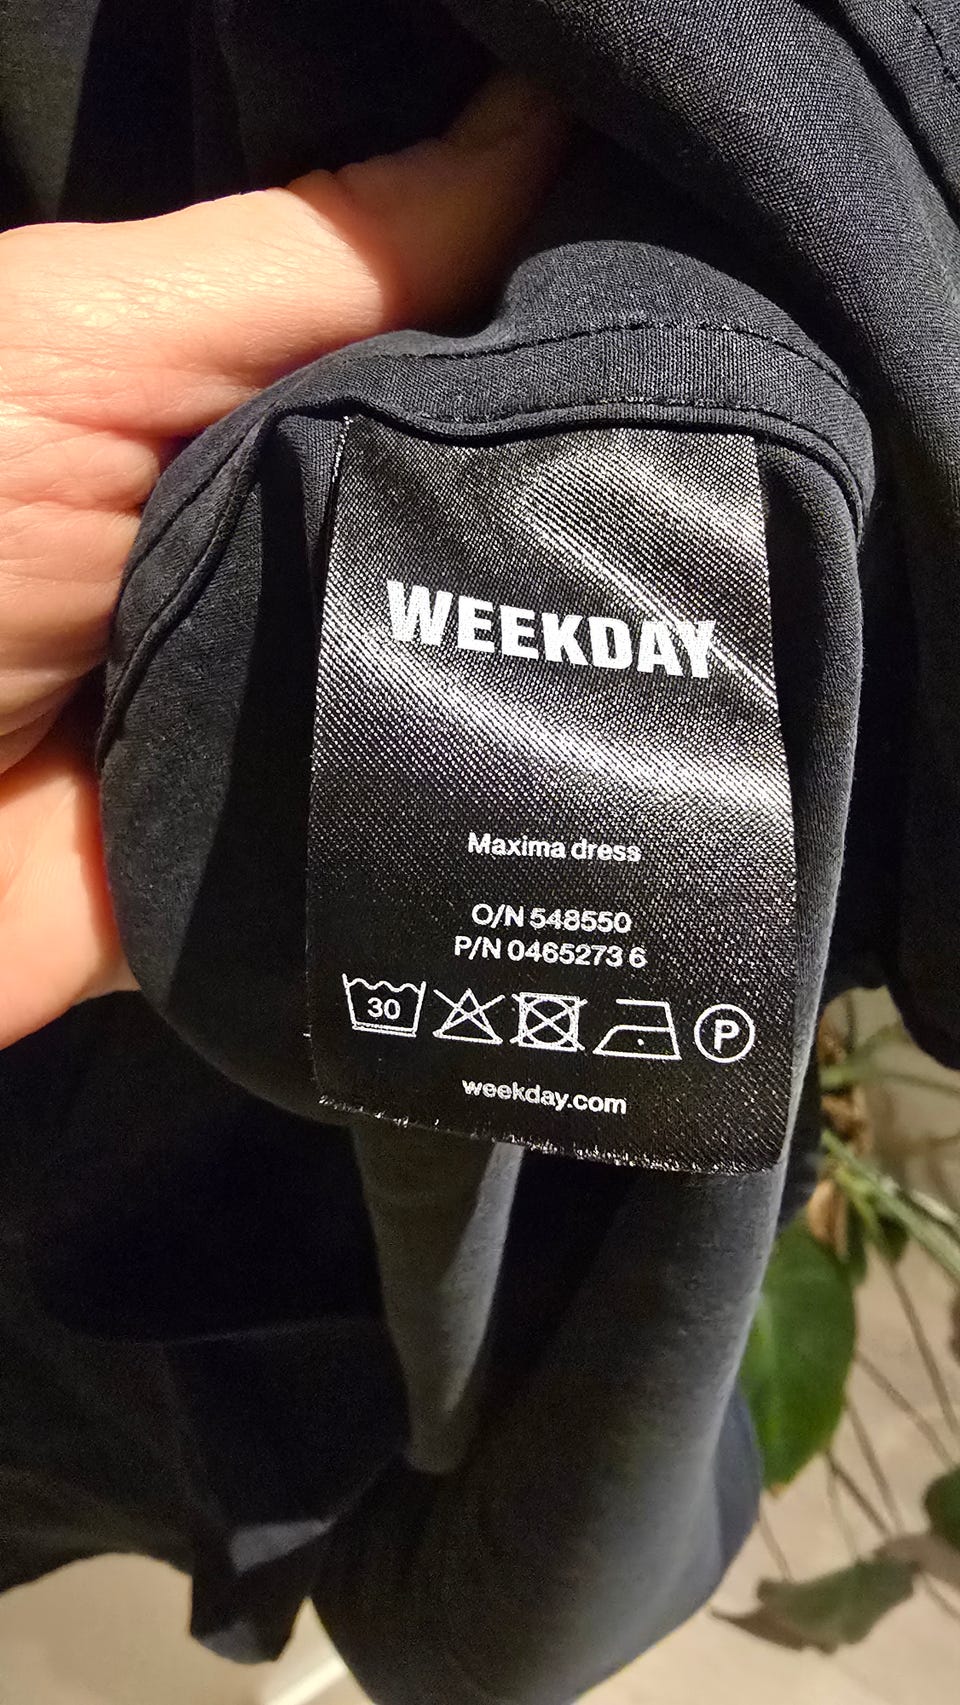 WEEKDAY
Maxima dress
O/N 548550
P/N 0465273 6
30 P
weekday.com